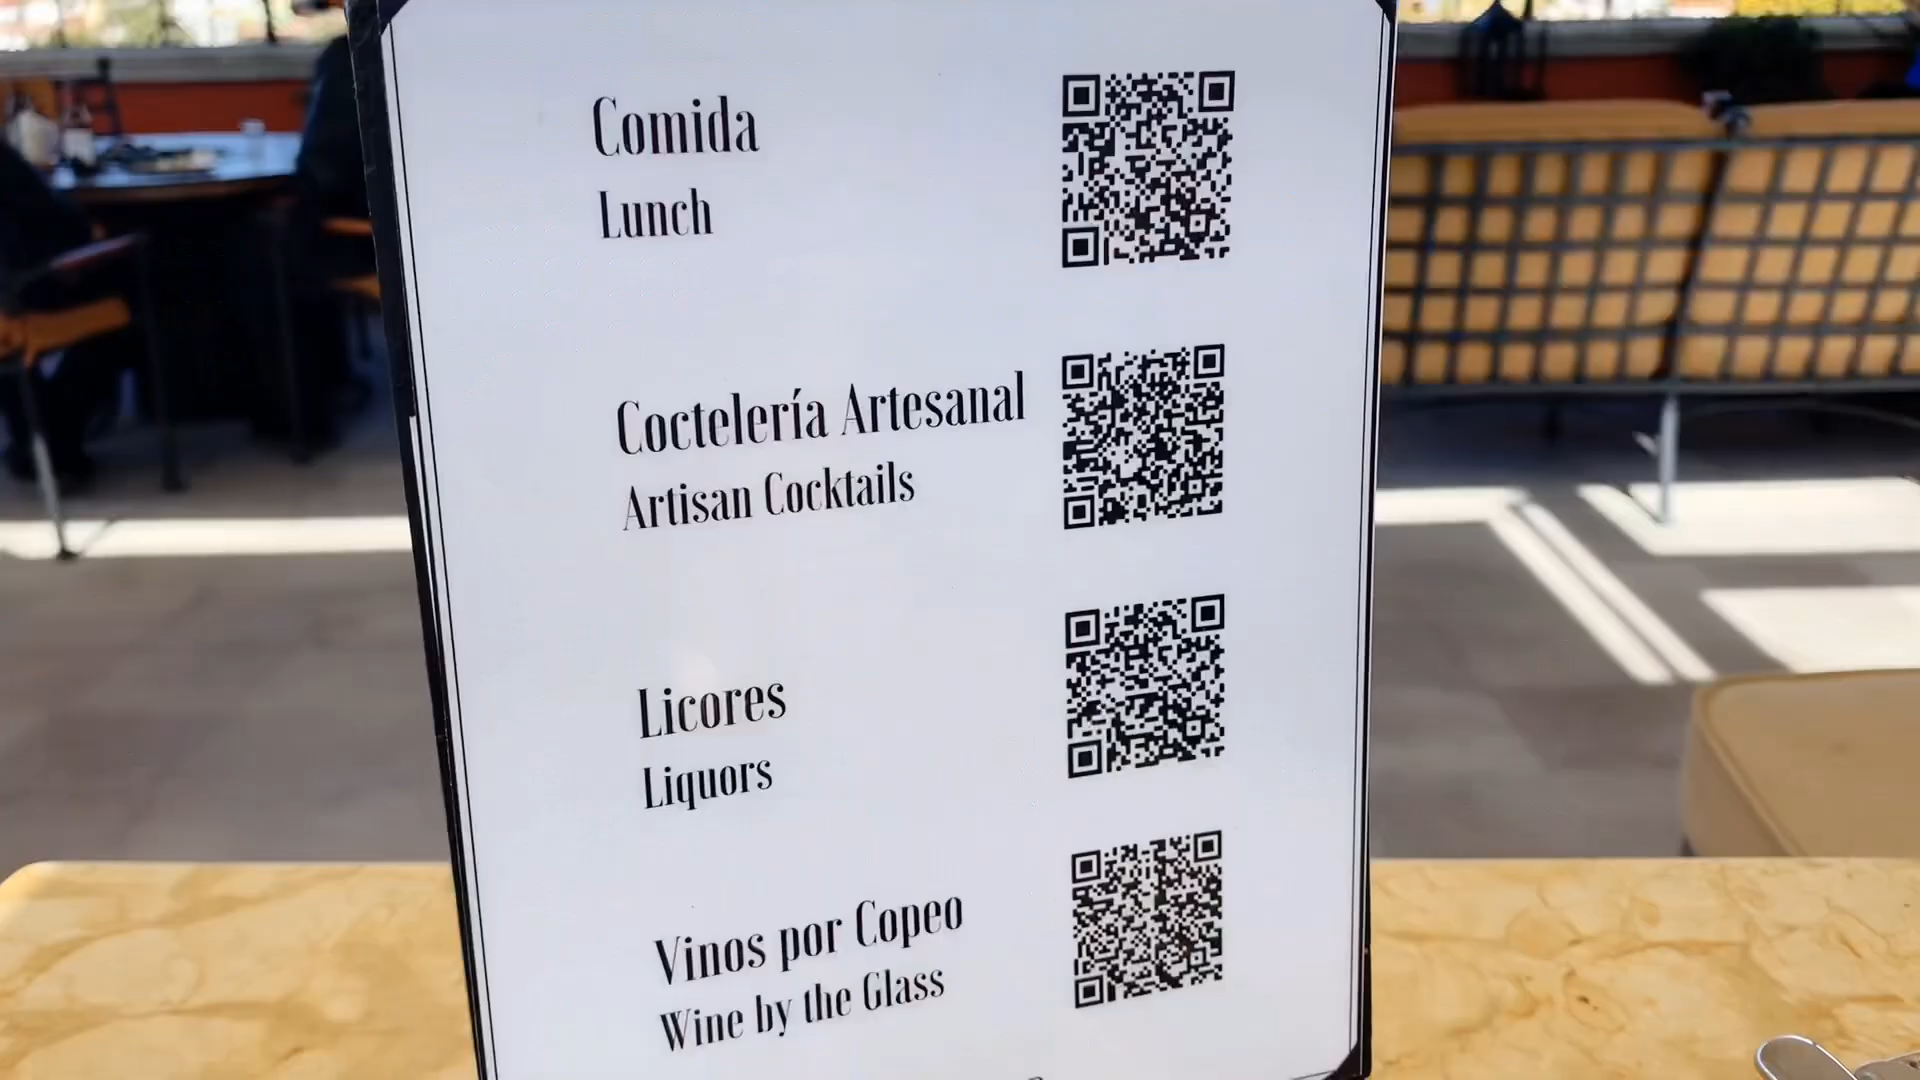 Comida
Lunch
Coctelería Artesanal
Artisan Cocktails
Licores
Liquors
Vinos por Copeo
Wine by the Glass